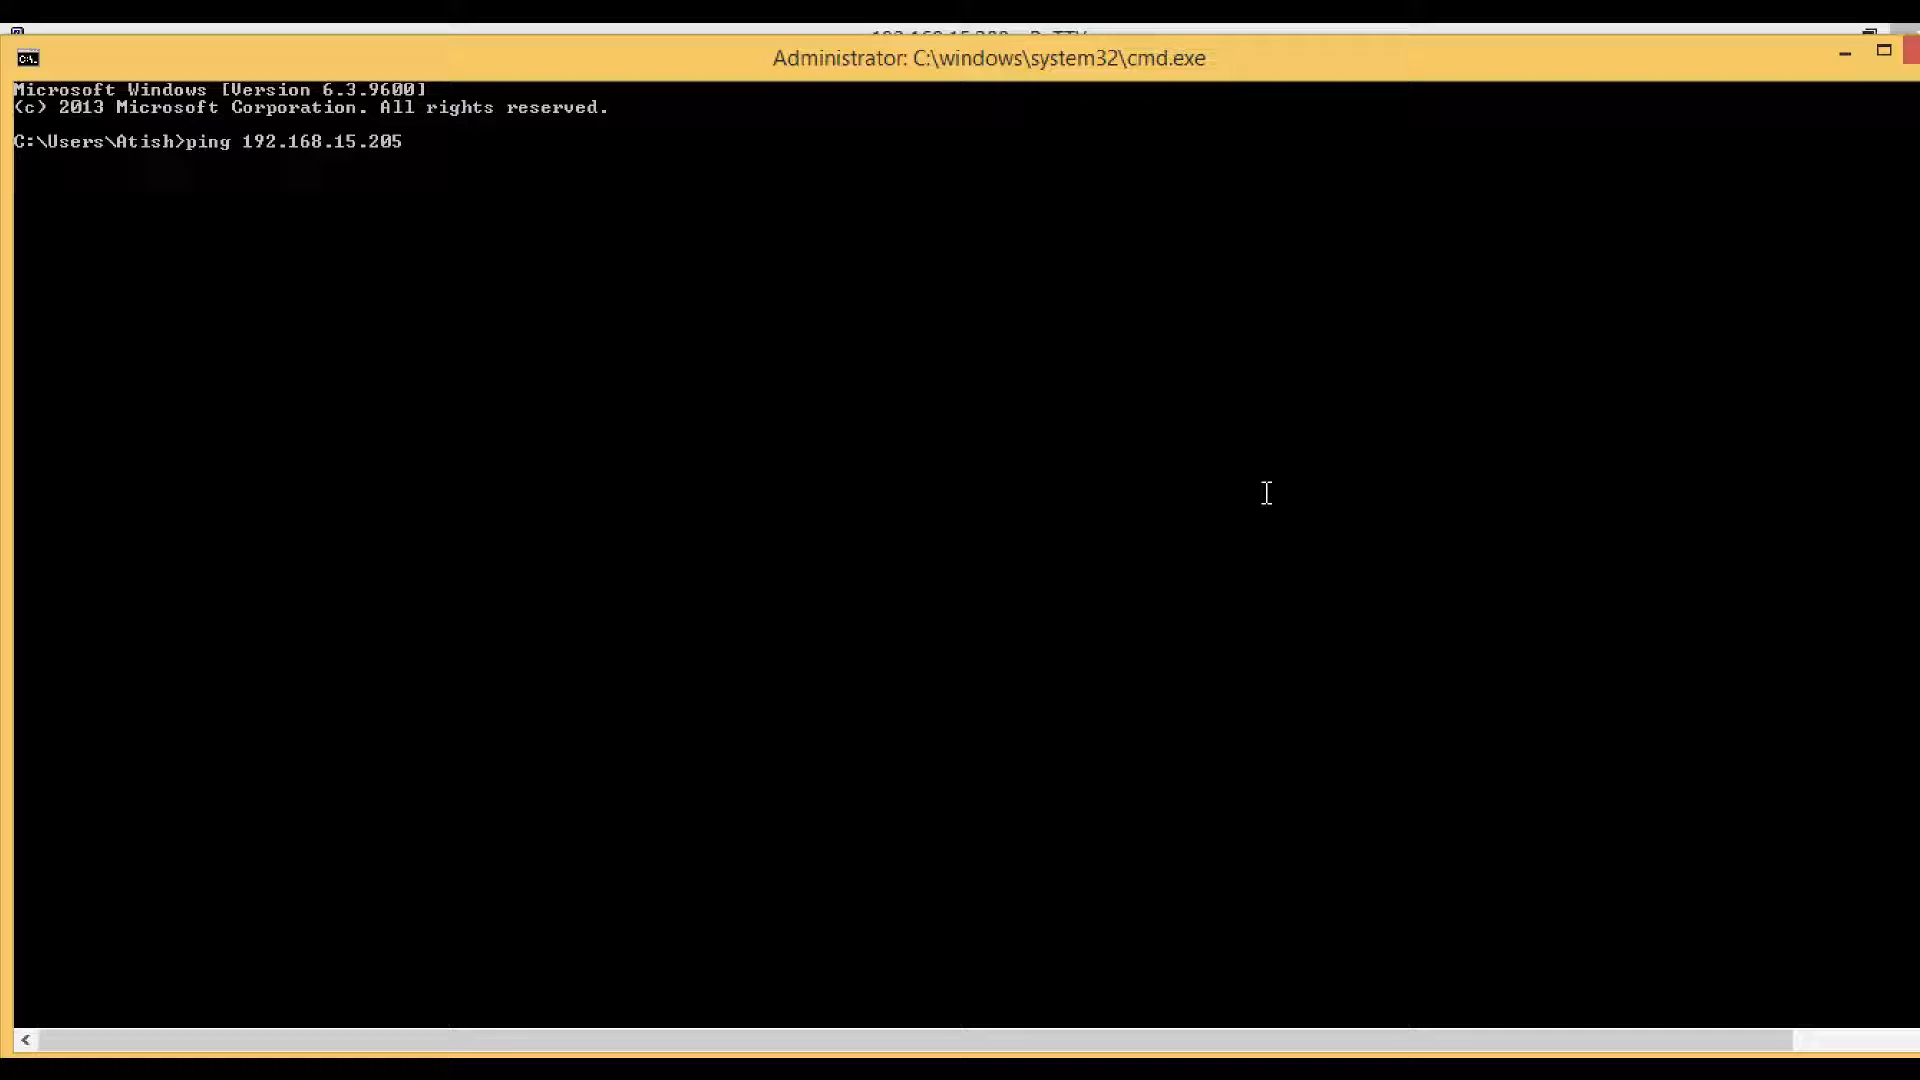 Administrator: C:\windows\system32\cmd.exe
Microsoft Windows [Version 6.3.9600]
(c) 2013 Microsoft Corporation. All rights reserved.
C:\Users\Atish>ping 192.168.15.205